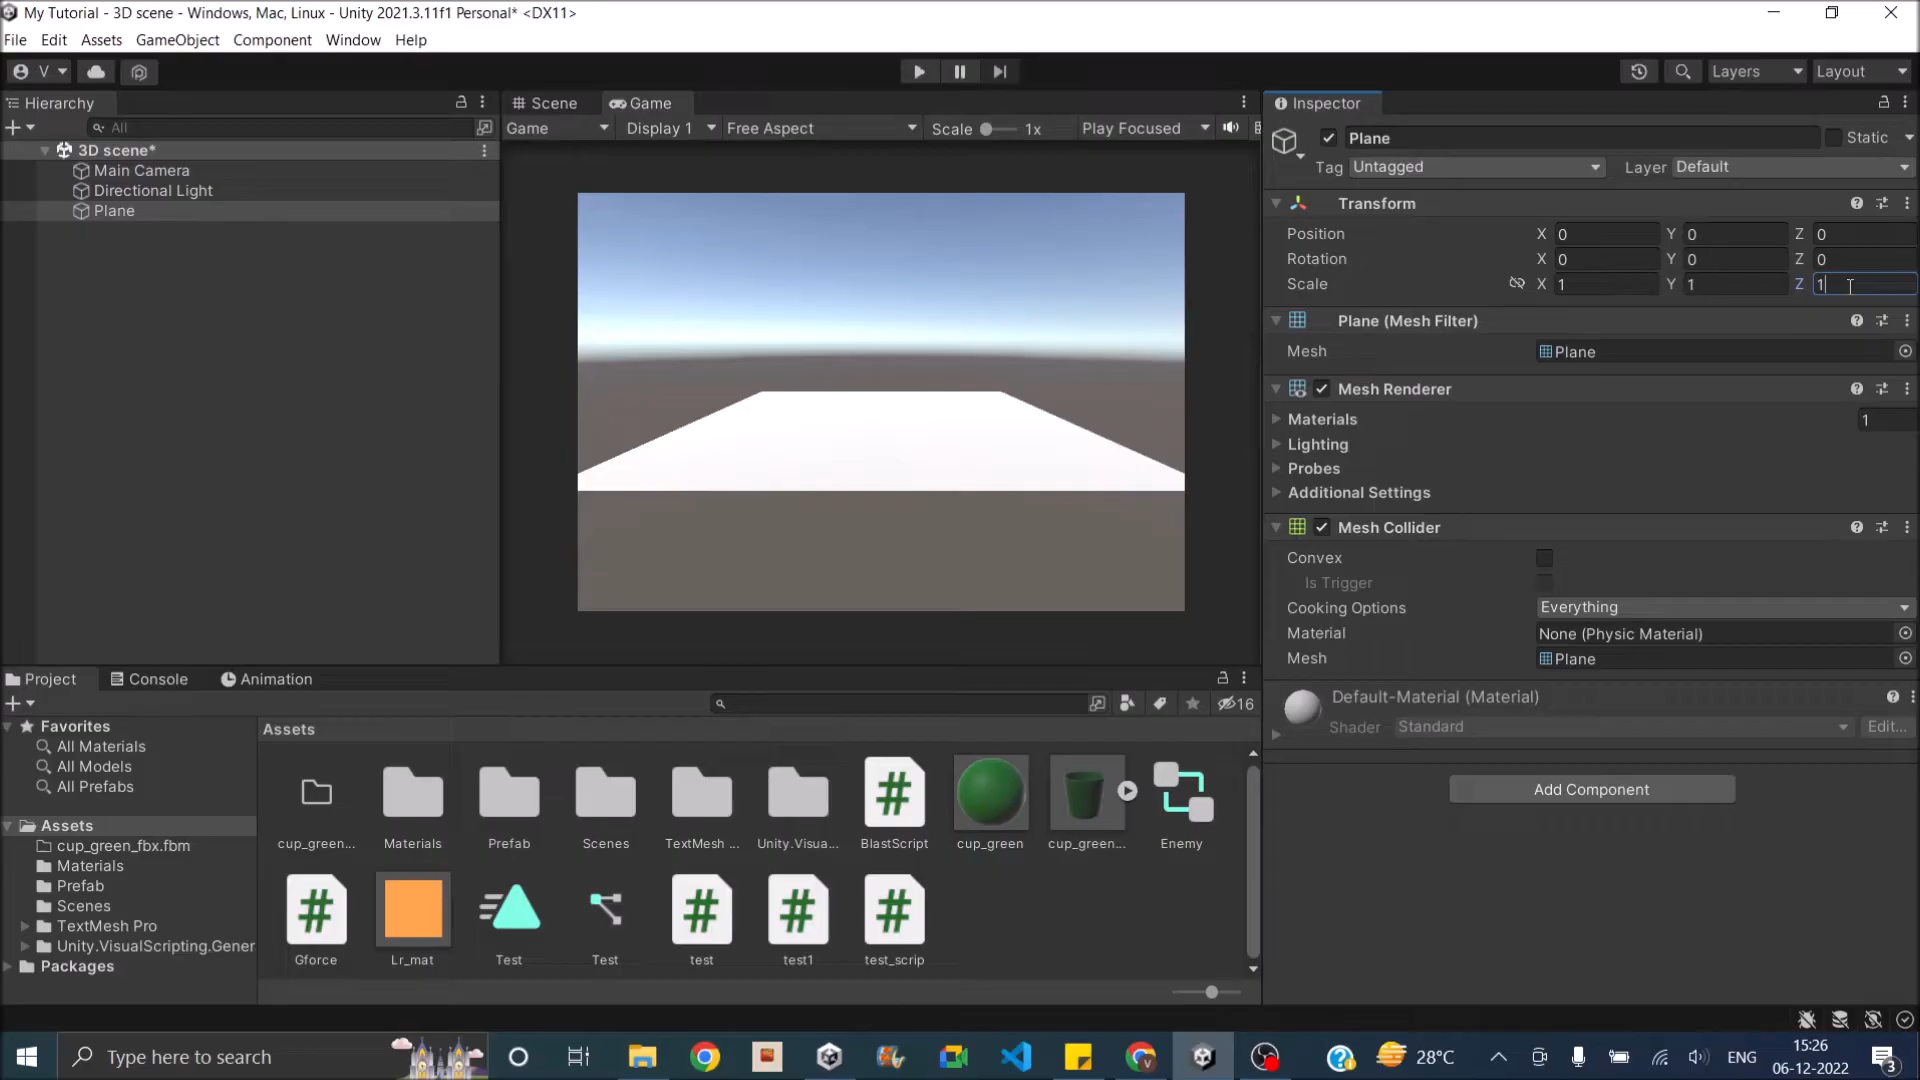 My Tutorial - 3D scene - Windows, Mac, Linux - Unity 2021.3.11f1 Personal* <DX11>
File Edit Assets GameObject Component Window Help
V Layers Layout
Hierarchy
All
3D scene*
Main Camera
Directional Light
Plane
Scene Game
Game Display 1 Free Aspect Scale 1x Play Focused
Inspector
Plane Static
Tag Untagged Layer Default
Transform
Position X 0 Y 0 Z 0
Rotation X 0 Y 0 Z 0
Scale X 1 Y 1 Z 1
Plane (Mesh Filter)
Mesh Plane
Mesh Renderer
Materials 1
Lighting
Probes
Additional Settings
Mesh Collider
Convex
Is Trigger
Cooking Options Everything
Material None (Physic Material)
Mesh Plane
Default-Material (Material)
Shader Standard Edit...
Add Component
Project Console Animation
16
Favorites
All Materials
All Models
All Prefabs
Assets
cup_green_fbx.fbm
Materials
Prefab
Scenes
TextMesh Pro
Unity.VisualScripting.Gener
Packages
Assets
cup_green... Materials Prefab Scenes TextMesh ... Unity.Visua... BlastScript cup_green cup_green... Enemy
Gforce Lr_mat Test Test test test1 test_scrip
Type here to search
28°C ENG
15:26
06-12-2022
3